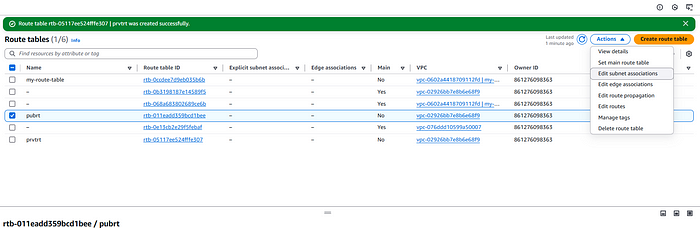 Route table rtb-05117ee524fffe307 | prvtrt was created successfully.
Route tables (1/6) Info
Last updated
1 minute ago
Actions
Create route table
Find resources by attribute or tag
View details
Set main route table
Edit subnet associations
Edit edge associations
Edit route propagation
Edit routes
Manage tags
Delete route table
Name Route table ID Explicit subnet associ... Edge associations Main VPC Owner ID
my-route-table rtb-0ccdee7d9eb035b6b – – No vpc-0602a4418709112fd | my-... 861276098363
– rtb-0b3198187e14589f5 – – Yes vpc-02926bb7e8b6e68f9 861276098363
– rtb-068a683802689ce6b – – Yes vpc-0602a4418709112fd | my-... 861276098363
pubrt rtb-011eadd359bcd1bee – – No vpc-02926bb7e8b6e68f9 861276098363
– rtb-0e13cb2e29f5febaf – – Yes vpc-076ddd10599a50007 861276098363
prvtrt rtb-05117ee524fffe307 – – No vpc-02926bb7e8b6e68f9 861276098363
rtb-011eadd359bcd1bee / pubrt